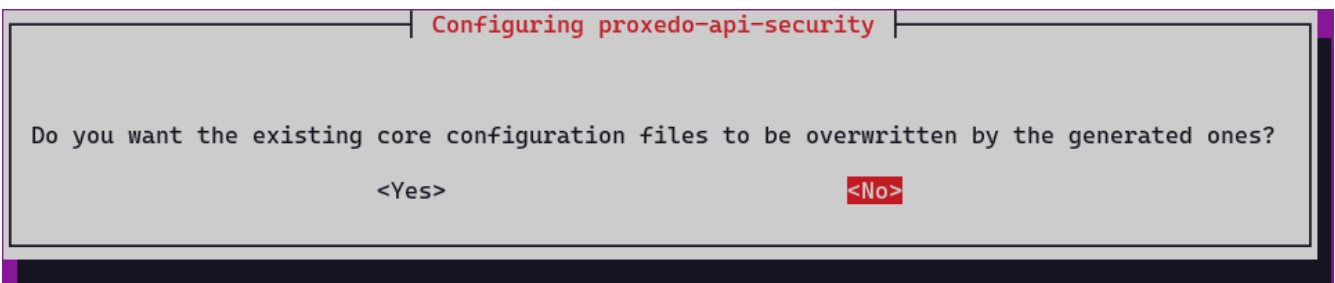 Configuring proxedo-api-security
Do you want the existing core configuration files to be overwritten by the generated ones?
<Yes> <No>